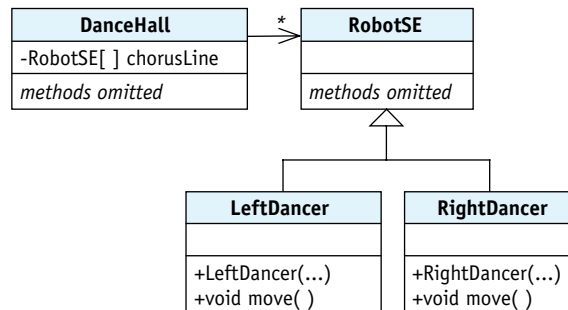 DanceHall
-RobotSE[ ] chorusLine
methods omitted
*
RobotSE
methods omitted
LeftDancer
+LeftDancer(...)
+void move( )
RightDancer
+RightDancer(...)
+void move( )